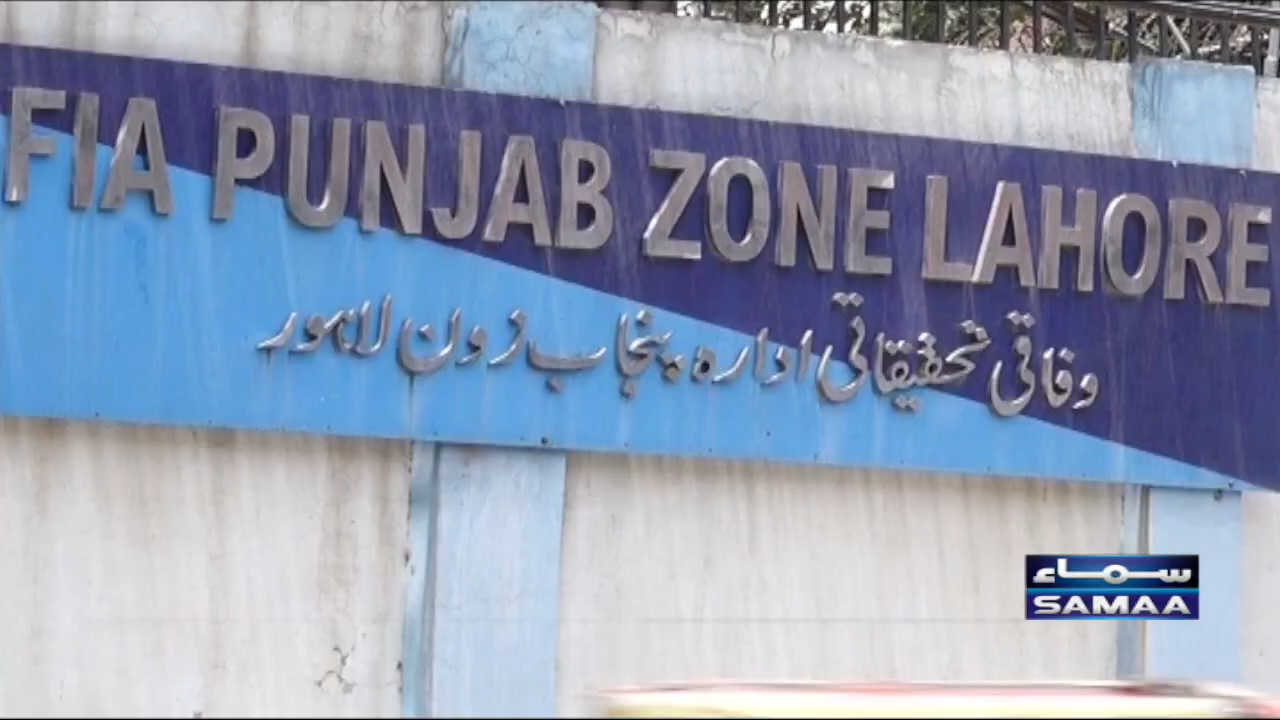 FIA PUNJAB ZONE LAHORE
وفاقی تحقیقاتی ادارہ پنجاب زون لاہور
سماء
SAMAA